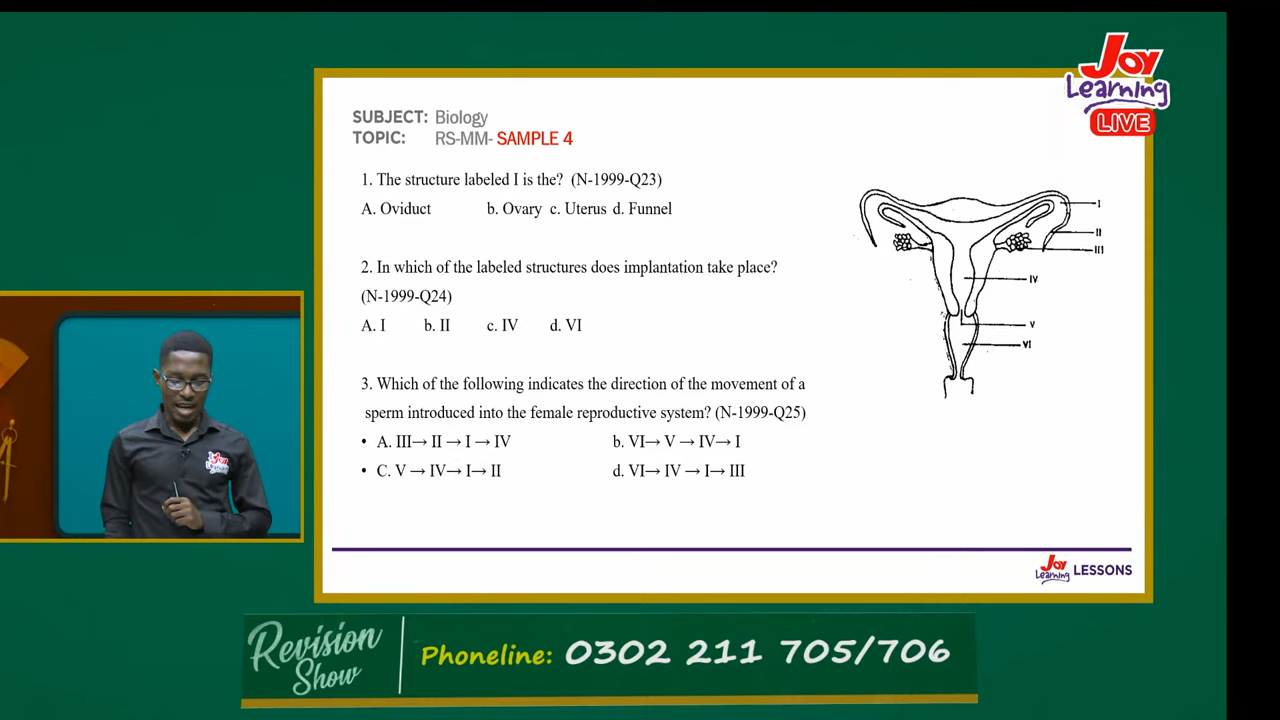 Joy
Learning
LIVE
SUBJECT: Biology
TOPIC: RS-MM- SAMPLE 4
1. The structure labeled I is the? (N-1999-Q23)
A. Oviduct b. Ovary c. Uterus d. Funnel
2. In which of the labeled structures does implantation take place?
(N-1999-Q24)
A. I b. II c. IV d. VI
3. Which of the following indicates the direction of the movement of a
sperm introduced into the female reproductive system? (N-1999-Q25)
• A. III→ II → I → IV b. VI→ V → IV→ I
• C. V → IV→ I→ II d. VI→ IV → I→ III
I
II
III
IV
V
VI
Joy
Learning LESSONS
Revision
Show
Phoneline: 0302 211 705/706